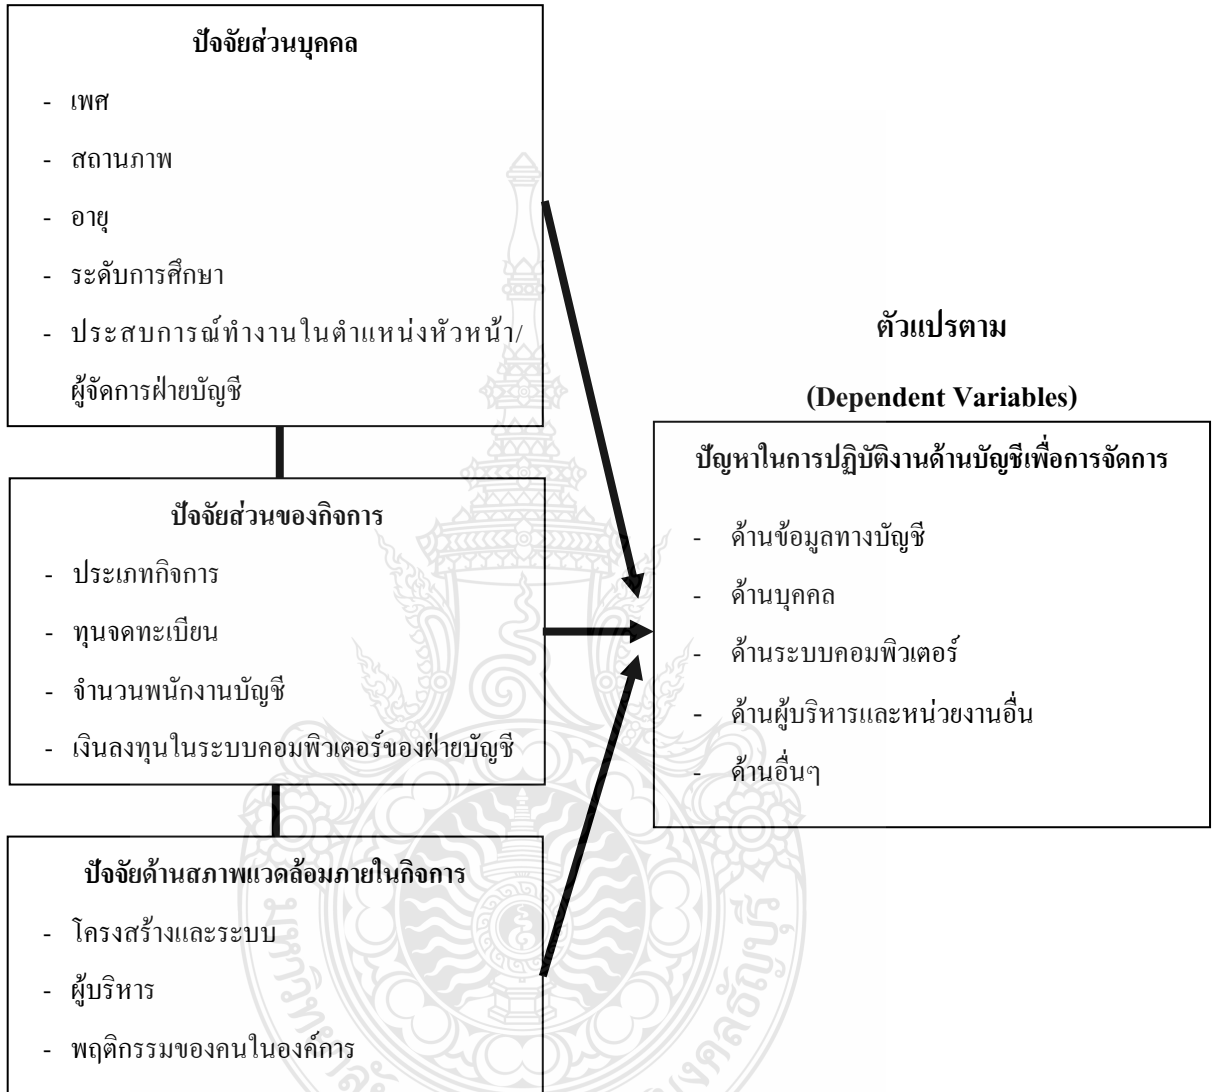 ปัจจัยส่วนบุคคล
- เพศ
- สถานภาพ
- อายุ
- ระดับการศึกษา
- ประสบการณ์ทำงานในตำแหน่งหัวหน้า/
ผู้จัดการฝ่ายบัญชี
ปัจจัยส่วนของกิจการ
- ประเภทกิจการ
- ทุนจดทะเบียน
- จำนวนพนักงานบัญชี
- เงินลงทุนในระบบคอมพิวเตอร์ของฝ่ายบัญชี
ปัจจัยด้านสภาพแวดล้อมภายในกิจการ
- โครงสร้างและระบบ
- ผู้บริหาร
- พฤติกรรมของคนในองค์การ
ตัวแปรตาม
(Dependent Variables)
ปัญหาในการปฏิบัติงานด้านบัญชีเพื่อการจัดการ
- ด้านข้อมูลทางบัญชี
- ด้านบุคคล
- ด้านระบบคอมพิวเตอร์
- ด้านผู้บริหารและหน่วยงานอื่น
- ด้านอื่นๆ